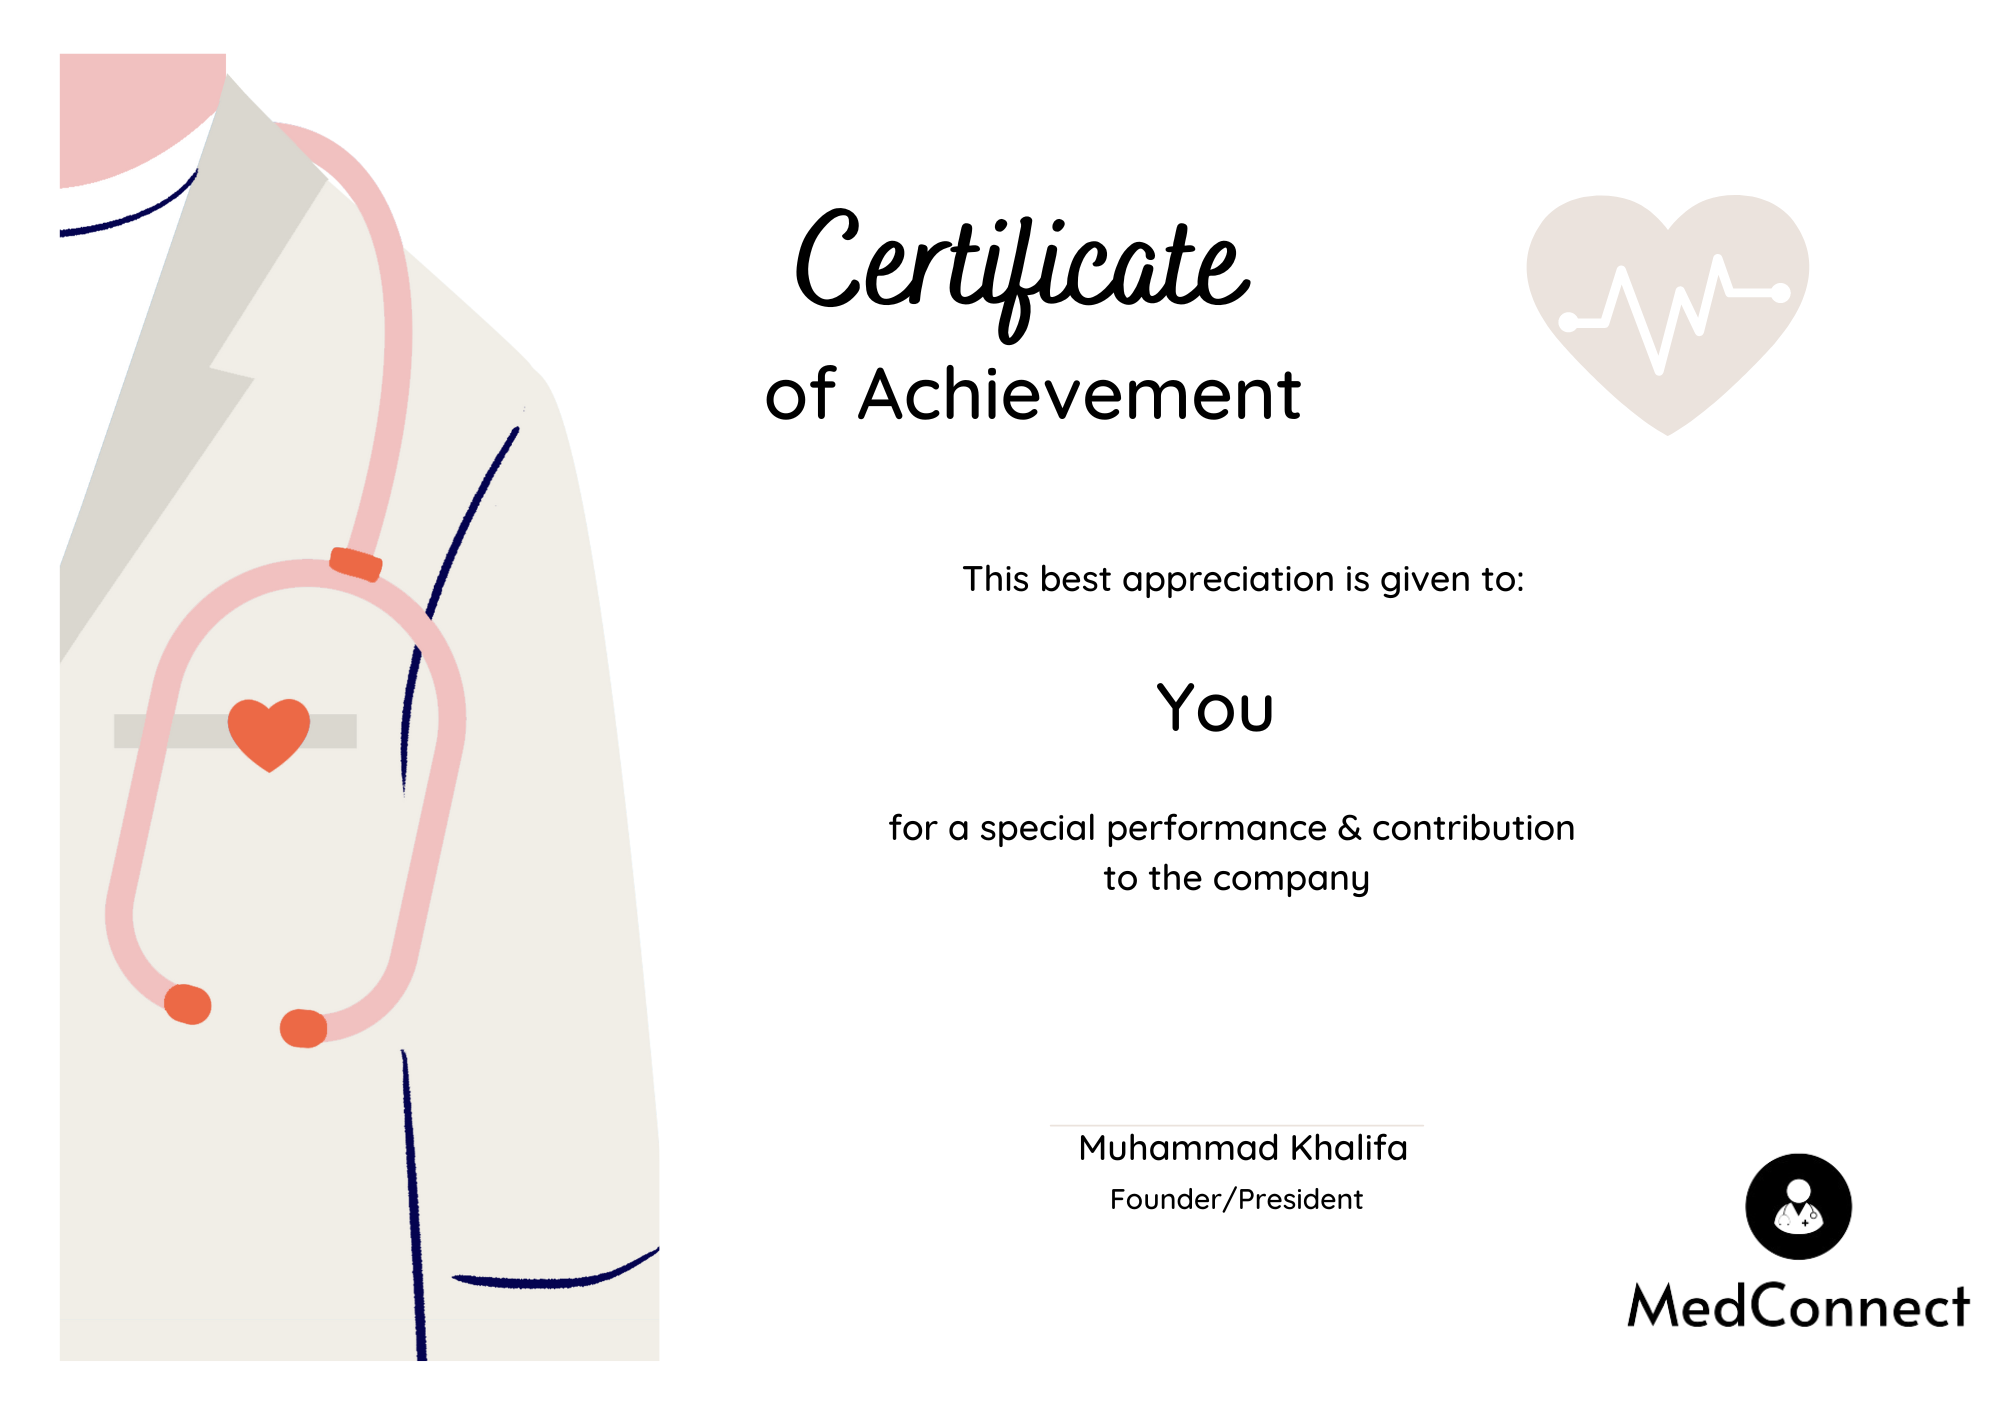 Certificate
of Achievement
This best appreciation is given to:
You
for a special performance & contribution
to the company
Muhammad Khalifa
Founder/President
MedConnect